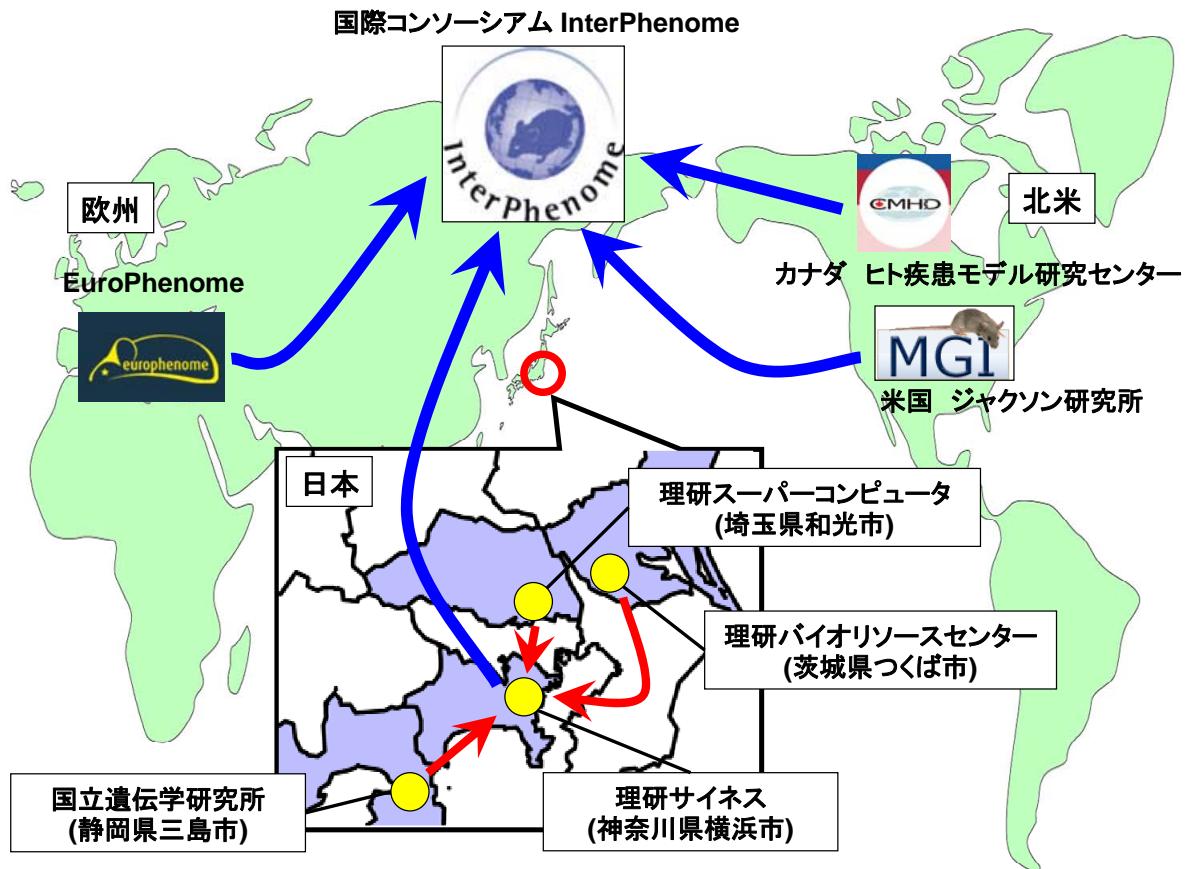 国際コンソーシアム InterPhenome
InterPhenome
欧州
EuroPhenome
europhenome
CMHD
北米
カナダ ヒト疾患モデル研究センター
MGI
米国 ジャクソン研究所
日本
理研スーパーコンピュータ
(埼玉県和光市)
理研バイオリソースセンター
(茨城県つくば市)
国立遺伝学研究所
(静岡県三島市)
理研サイネス
(神奈川県横浜市)